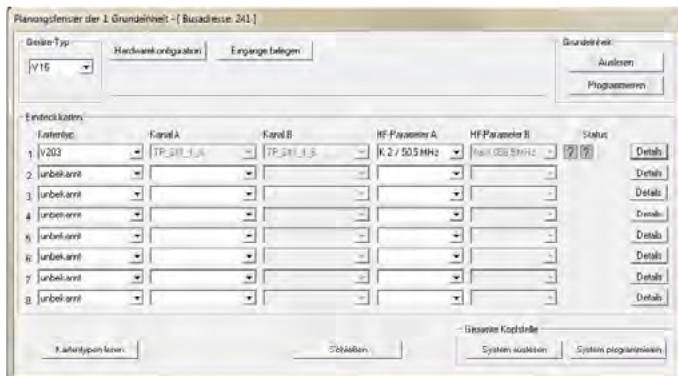 Planungsfenster der 1 Grundeinheit - [ Busadresse: 241 ]
Geräte-Typ
V16
Hardwarekonfiguration
Eingänge belegen
Grundeinheit
Auslesen
Programmieren
Einsteckkarten
Kartentyp Kanal A Kanal B HF-Parameter A HF-Parameter B Status
1 V203 K 2 / 50.5 MHz ? ? Details
2 unbekannt Details
3 unbekannt Details
4 unbekannt Details
5 unbekannt Details
6 unbekannt Details
7 unbekannt Details
8 unbekannt Details
Gesamte Kopfstelle
Kartentypen lesen Schließen System auslesen System programmieren